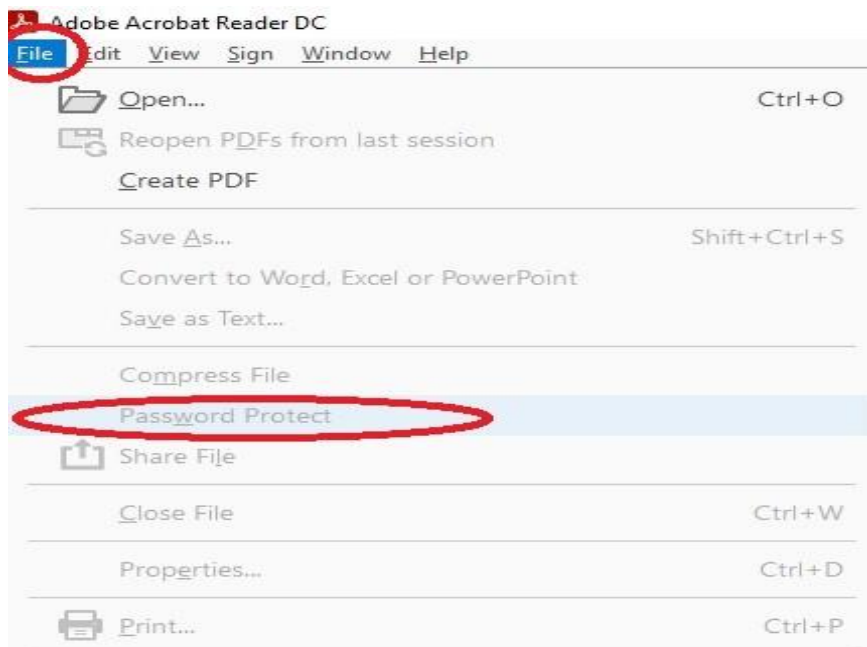 Adobe Acrobat Reader DC
File Edit View Sign Window Help
Open... Ctrl+O
Reopen PDFs from last session
Create PDF
Save As... Shift+Ctrl+S
Convert to Word, Excel or PowerPoint
Save as Text...
Compress File
Password Protect
Share File
Close File Ctrl+W
Properties... Ctrl+D
Print... Ctrl+P